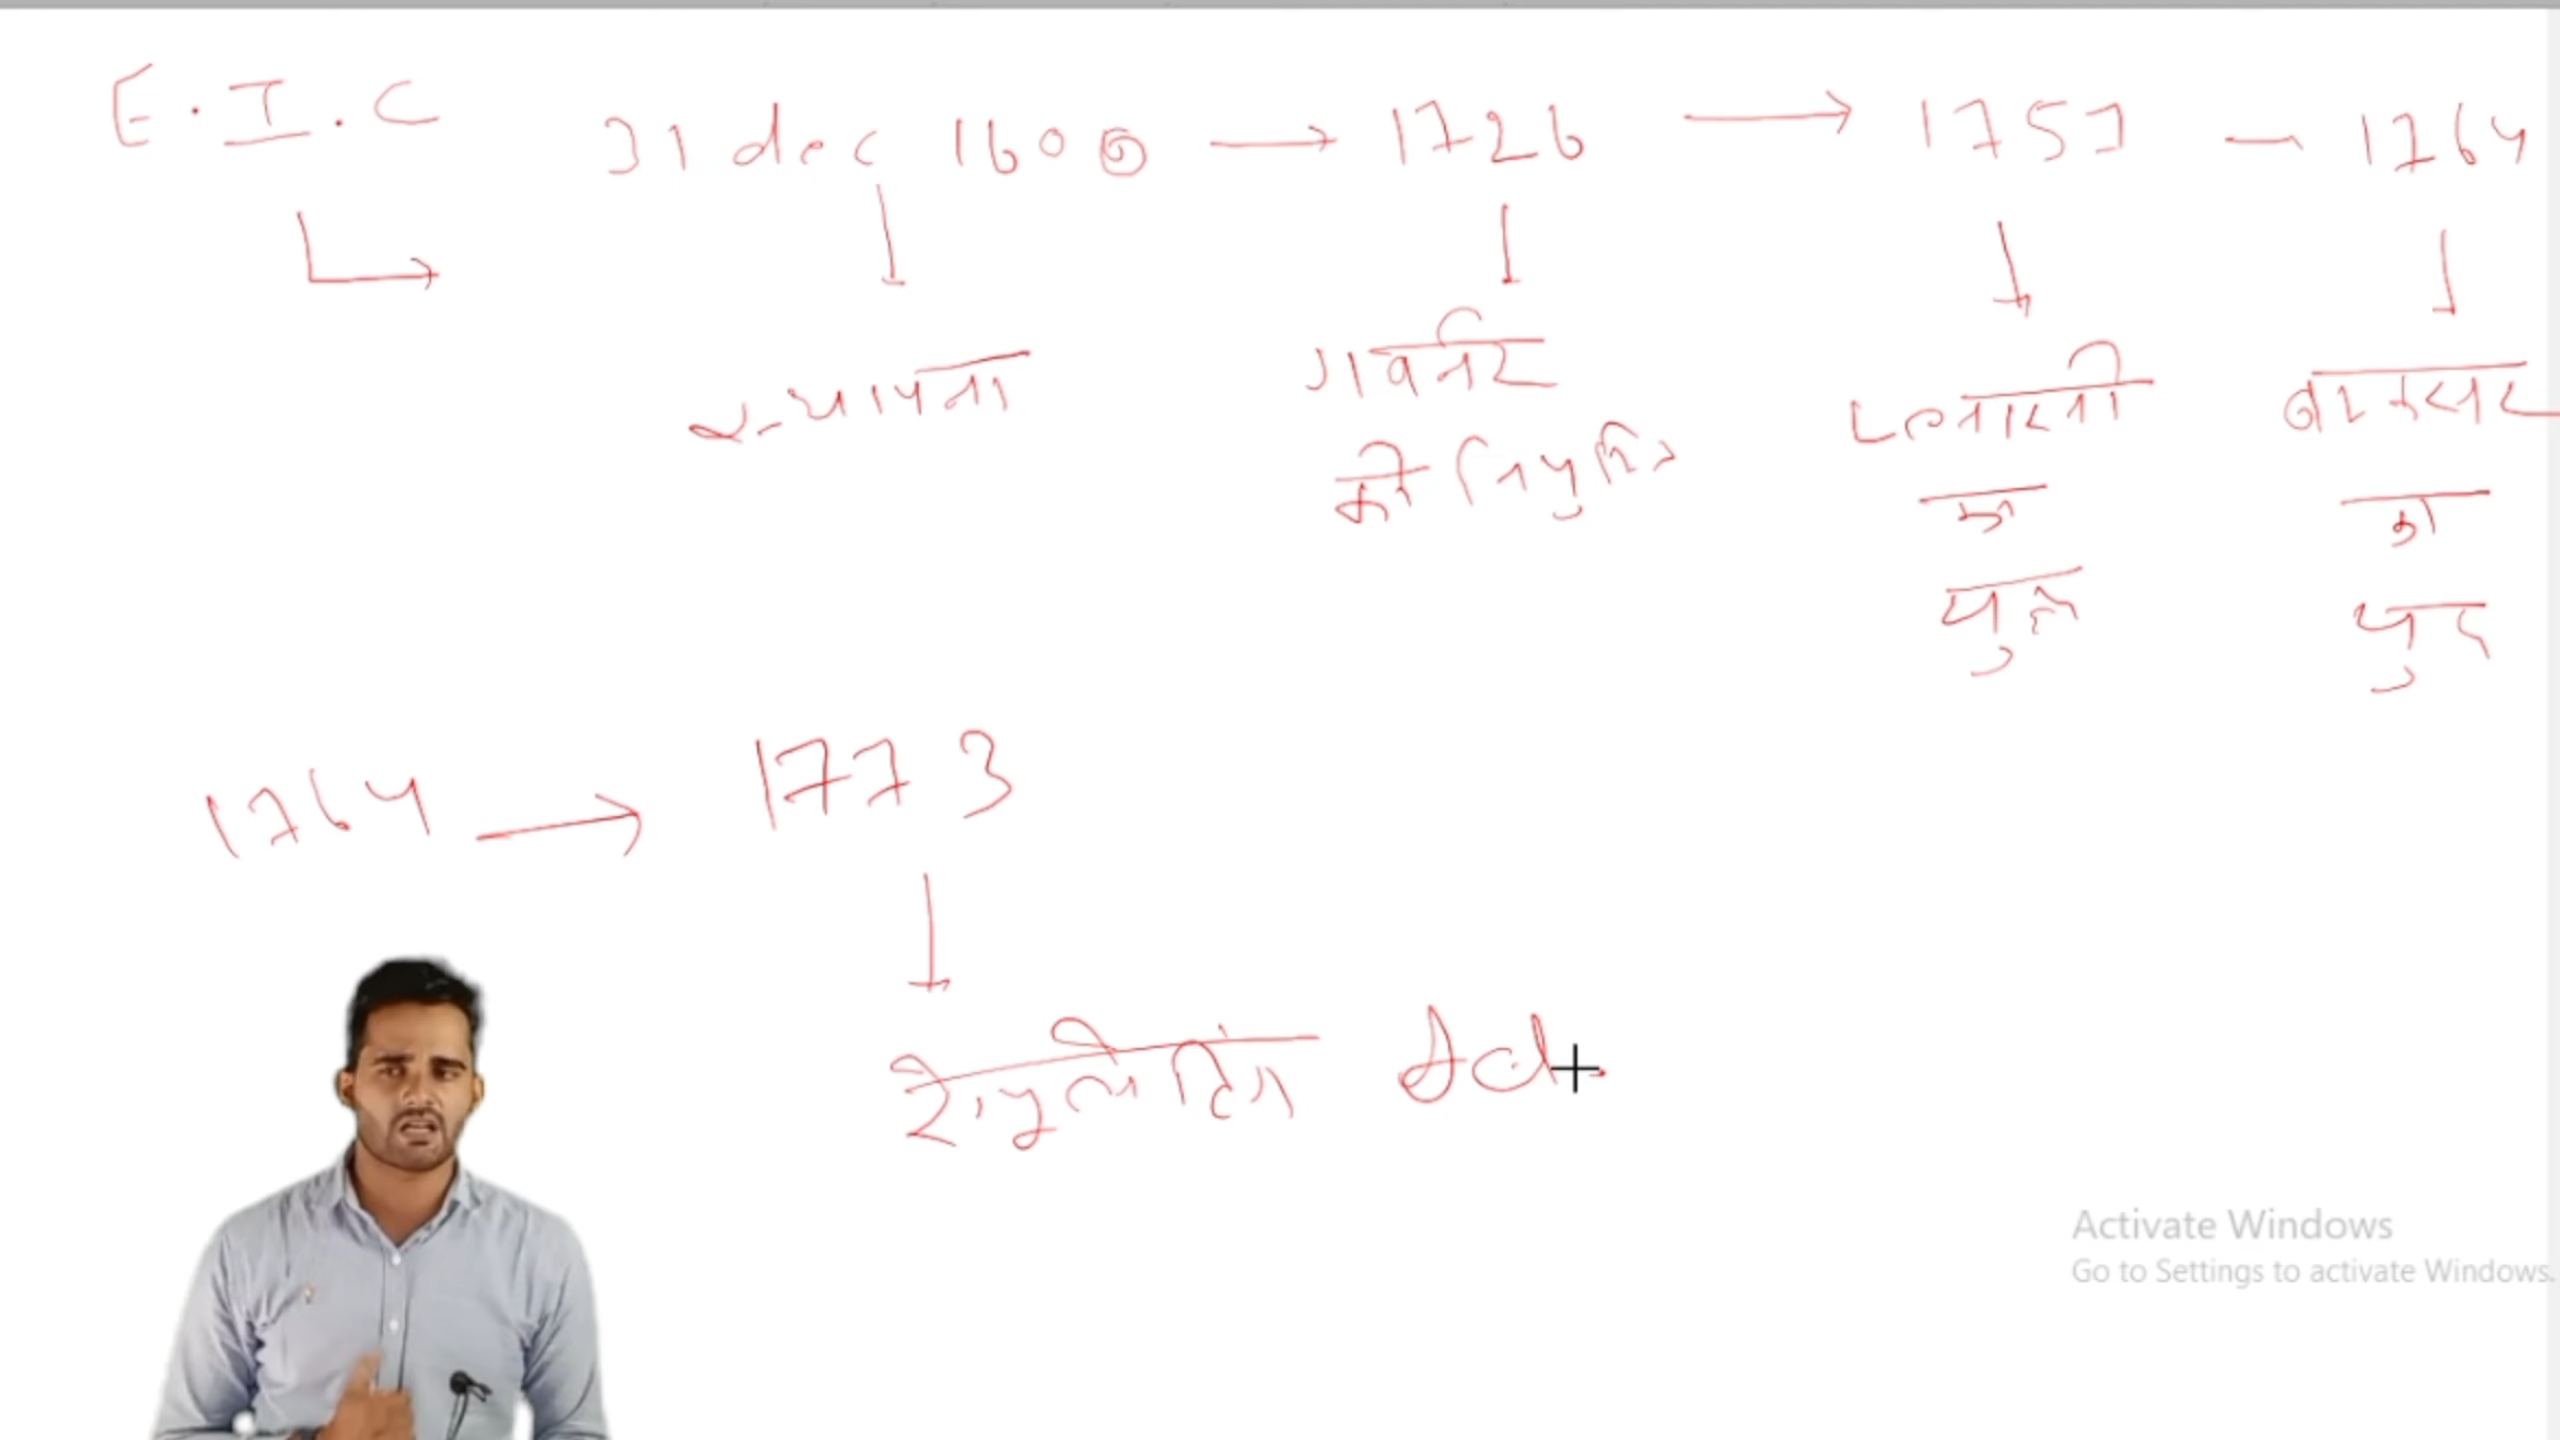 E.I.C 31 dec 1600 → 1726 → 1757 - 1764
स्थापना गवर्नर प्लासी बक्सर
की नियुक्ति का का
युद्ध युद्ध
1764 → 1773
रेगुलेटिंग Act
Activate Windows
Go to Settings to activate Windows.